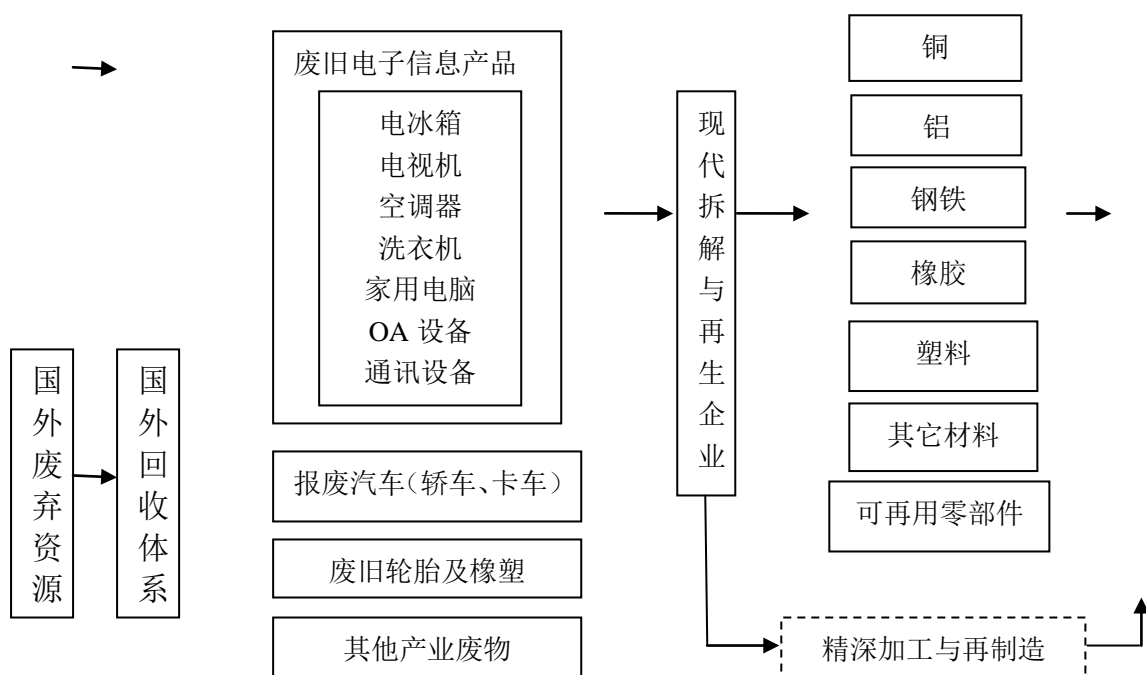 国外废弃资源
国外回收体系
废旧电子信息产品
电冰箱
电视机
空调器
洗衣机
家用电脑
OA 设备
通讯设备
报废汽车（轿车、卡车）
废旧轮胎及橡塑
其他产业废物
现代拆解与再生企业
铜
铝
钢铁
橡胶
塑料
其它材料
可再用零部件
精深加工与再制造